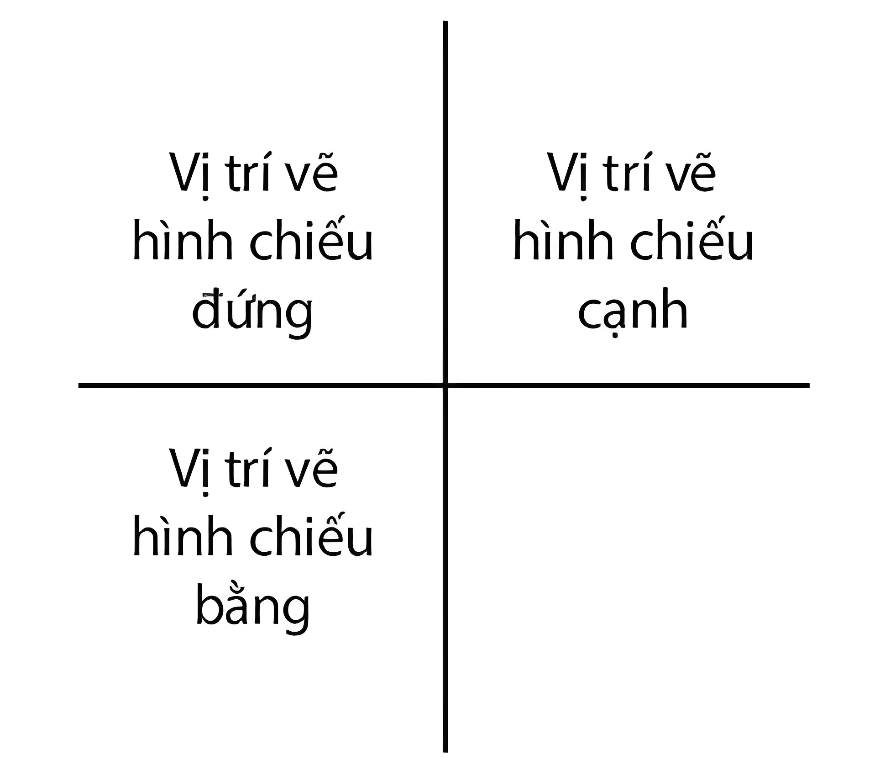 Vị trí vẽ
hình chiếu
đứng
Vị trí vẽ
hình chiếu
cạnh
Vị trí vẽ
hình chiếu
bằng